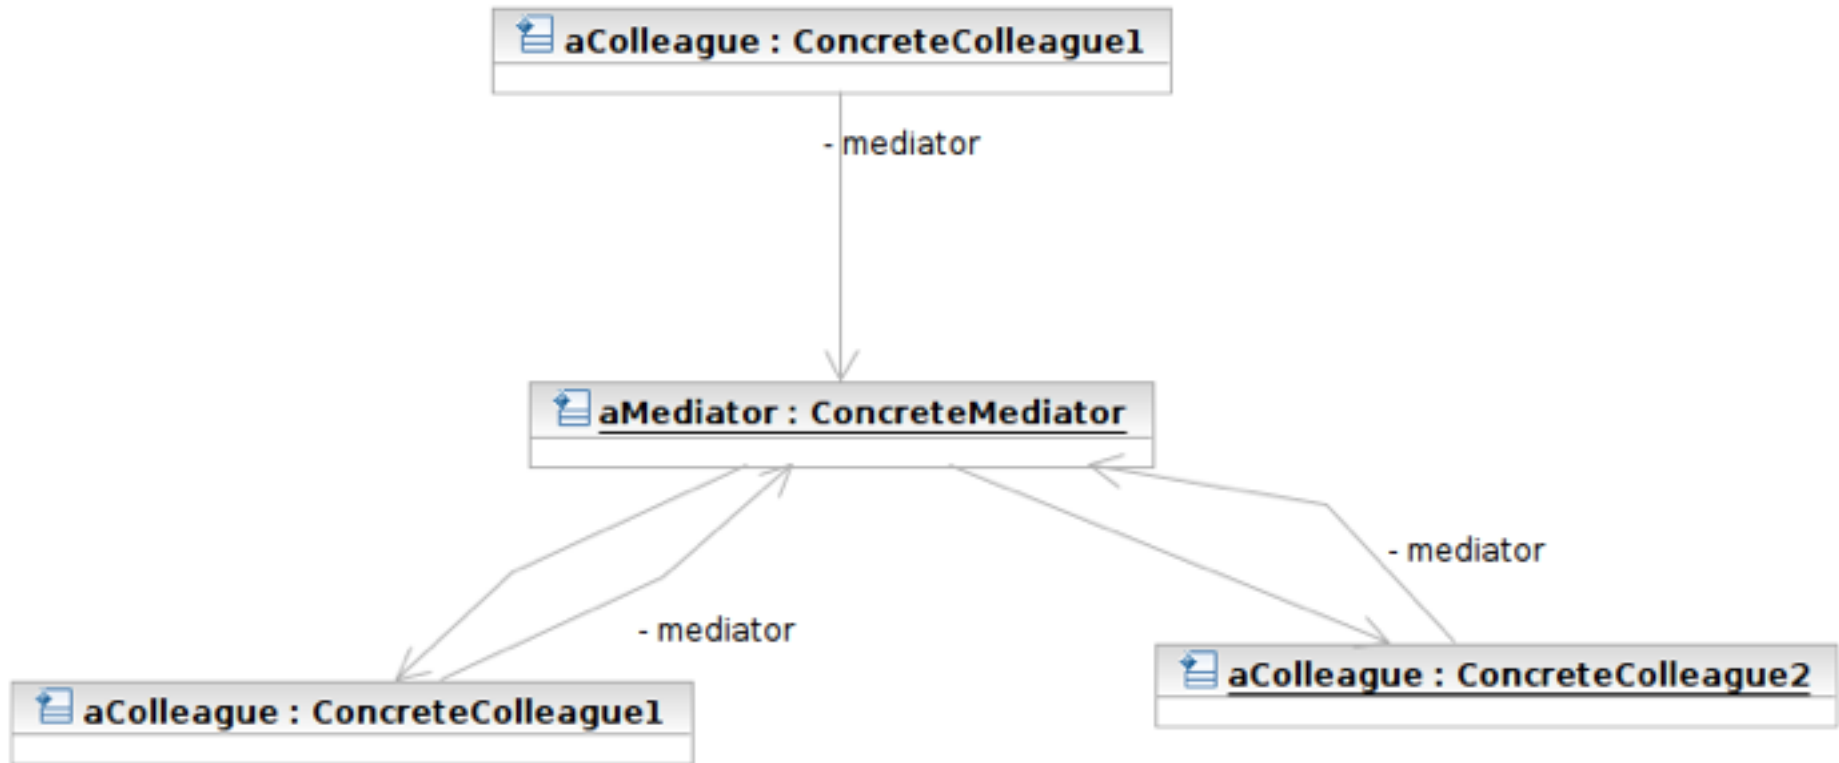 aColleague : ConcreteColleague1
- mediator
aMediator : ConcreteMediator
- mediator
- mediator
aColleague : ConcreteColleague2
aColleague : ConcreteColleague1